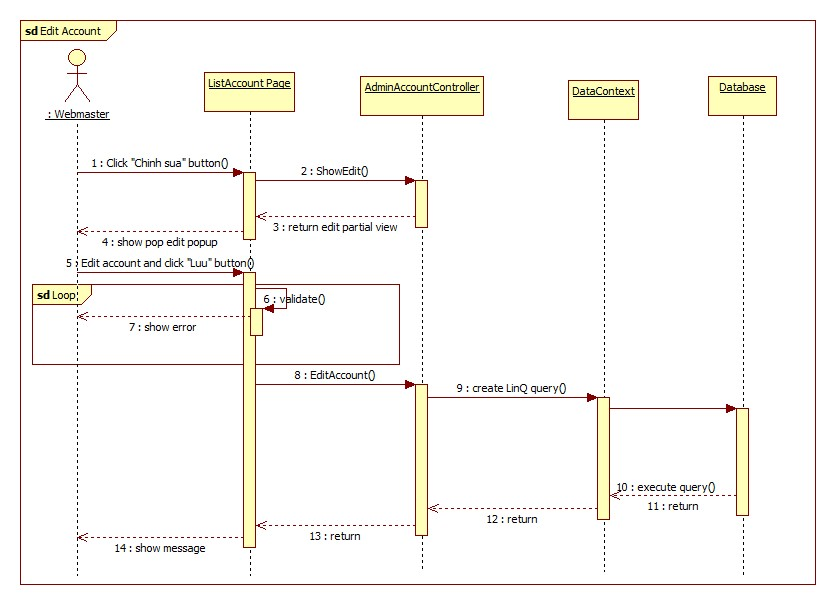 sd Edit Account
: Webmaster
ListAccount Page
AdminAccountController
DataContext
Database
1 : Click "Chinh sua" button()
2 : ShowEdit()
3 : return edit partial view
4 : show pop edit popup
5 : Edit account and click "Luu" button()
sd Loop
6 : validate()
7 : show error
8 : EditAccount()
9 : create LinQ query()
10 : execute query()
11 : return
12 : return
13 : return
14 : show message